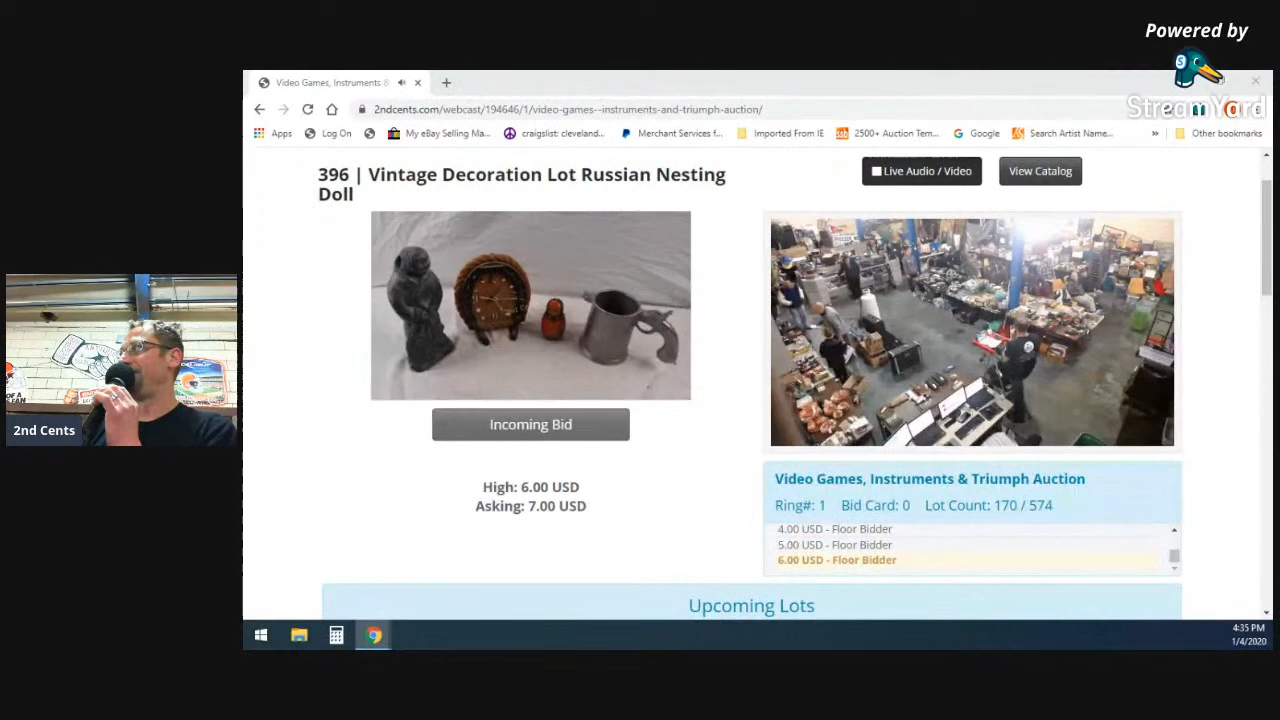 Powered by
StreamYard
Video Games, Instruments &
2ndcents.com/webcast/194646/1/video-games--instruments-and-triumph-auction/
Apps Log On My eBay Selling Ma... craigslist: cleveland... Merchant Services f... Imported From IE 2500+ Auction Tem... Google Search Artist Name... » Other bookmarks
396 | Vintage Decoration Lot Russian Nesting
Doll
Live Audio / Video
View Catalog
Incoming Bid
High: 6.00 USD
Asking: 7.00 USD
Video Games, Instruments & Triumph Auction
Ring#: 1 Bid Card: 0 Lot Count: 170 / 574
4.00 USD - Floor Bidder
5.00 USD - Floor Bidder
6.00 USD - Floor Bidder
Upcoming Lots
2nd Cents
4:35 PM
1/4/2020